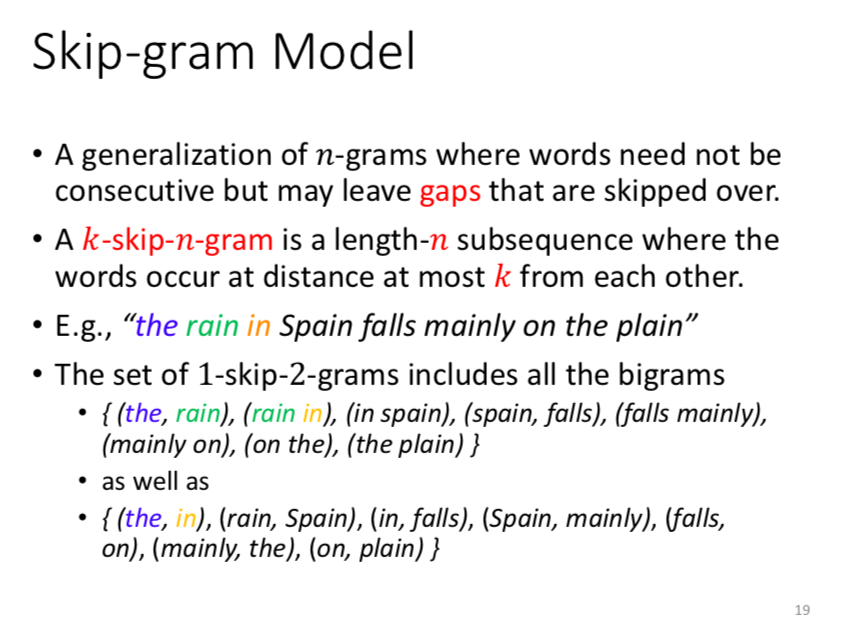 Skip-gram Model
• A generalization of n-grams where words need not be
consecutive but may leave gaps that are skipped over.
• A k-skip-n-gram is a length-n subsequence where the
words occur at distance at most k from each other.
• E.g., “the rain in Spain falls mainly on the plain”
• The set of 1-skip-2-grams includes all the bigrams
• { (the, rain), (rain in), (in spain), (spain, falls), (falls mainly),
(mainly on), (on the), (the plain) }
• as well as
• { (the, in), (rain, Spain), (in, falls), (Spain, mainly), (falls,
on), (mainly, the), (on, plain) }
19